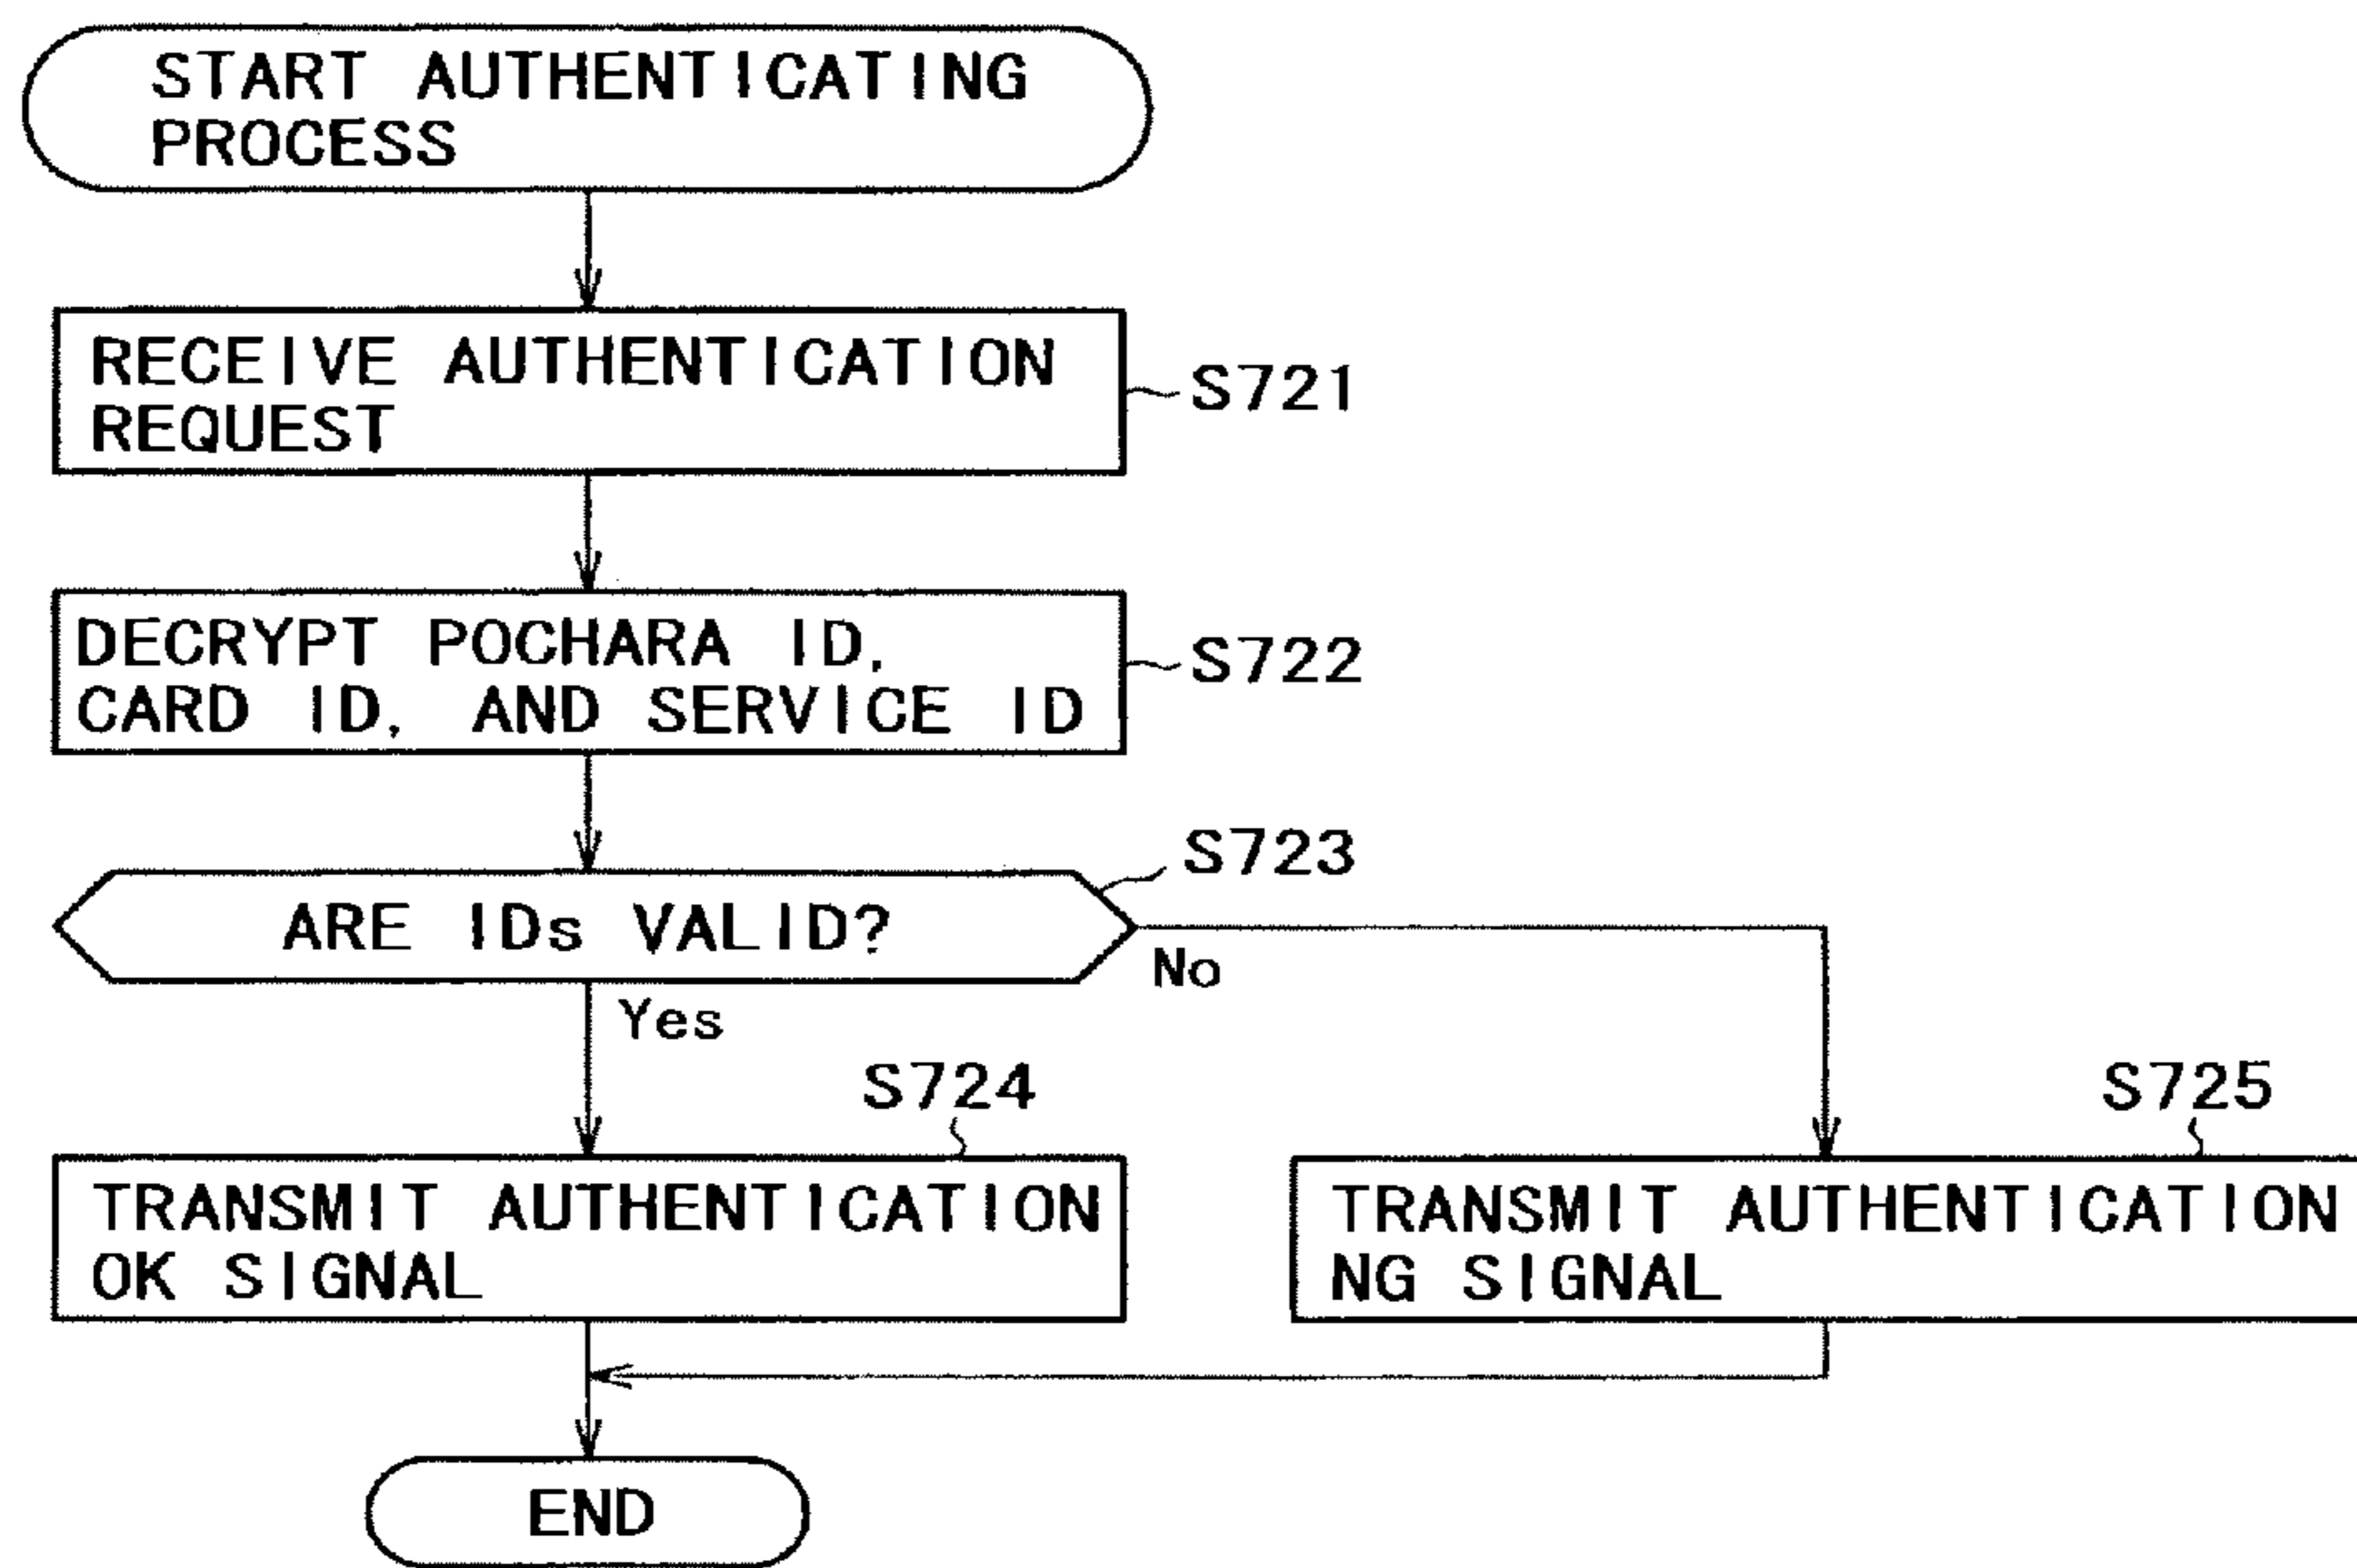 START AUTHENTICATING
PROCESS
RECEIVE AUTHENTICATION
REQUEST
S721
DECRYPT POCHARA ID,
CARD ID, AND SERVICE ID
S722
S723
ARE IDs VALID?
No
Yes
S724
S725
TRANSMIT AUTHENTICATION
OK SIGNAL
TRANSMIT AUTHENTICATION
NG SIGNAL
END